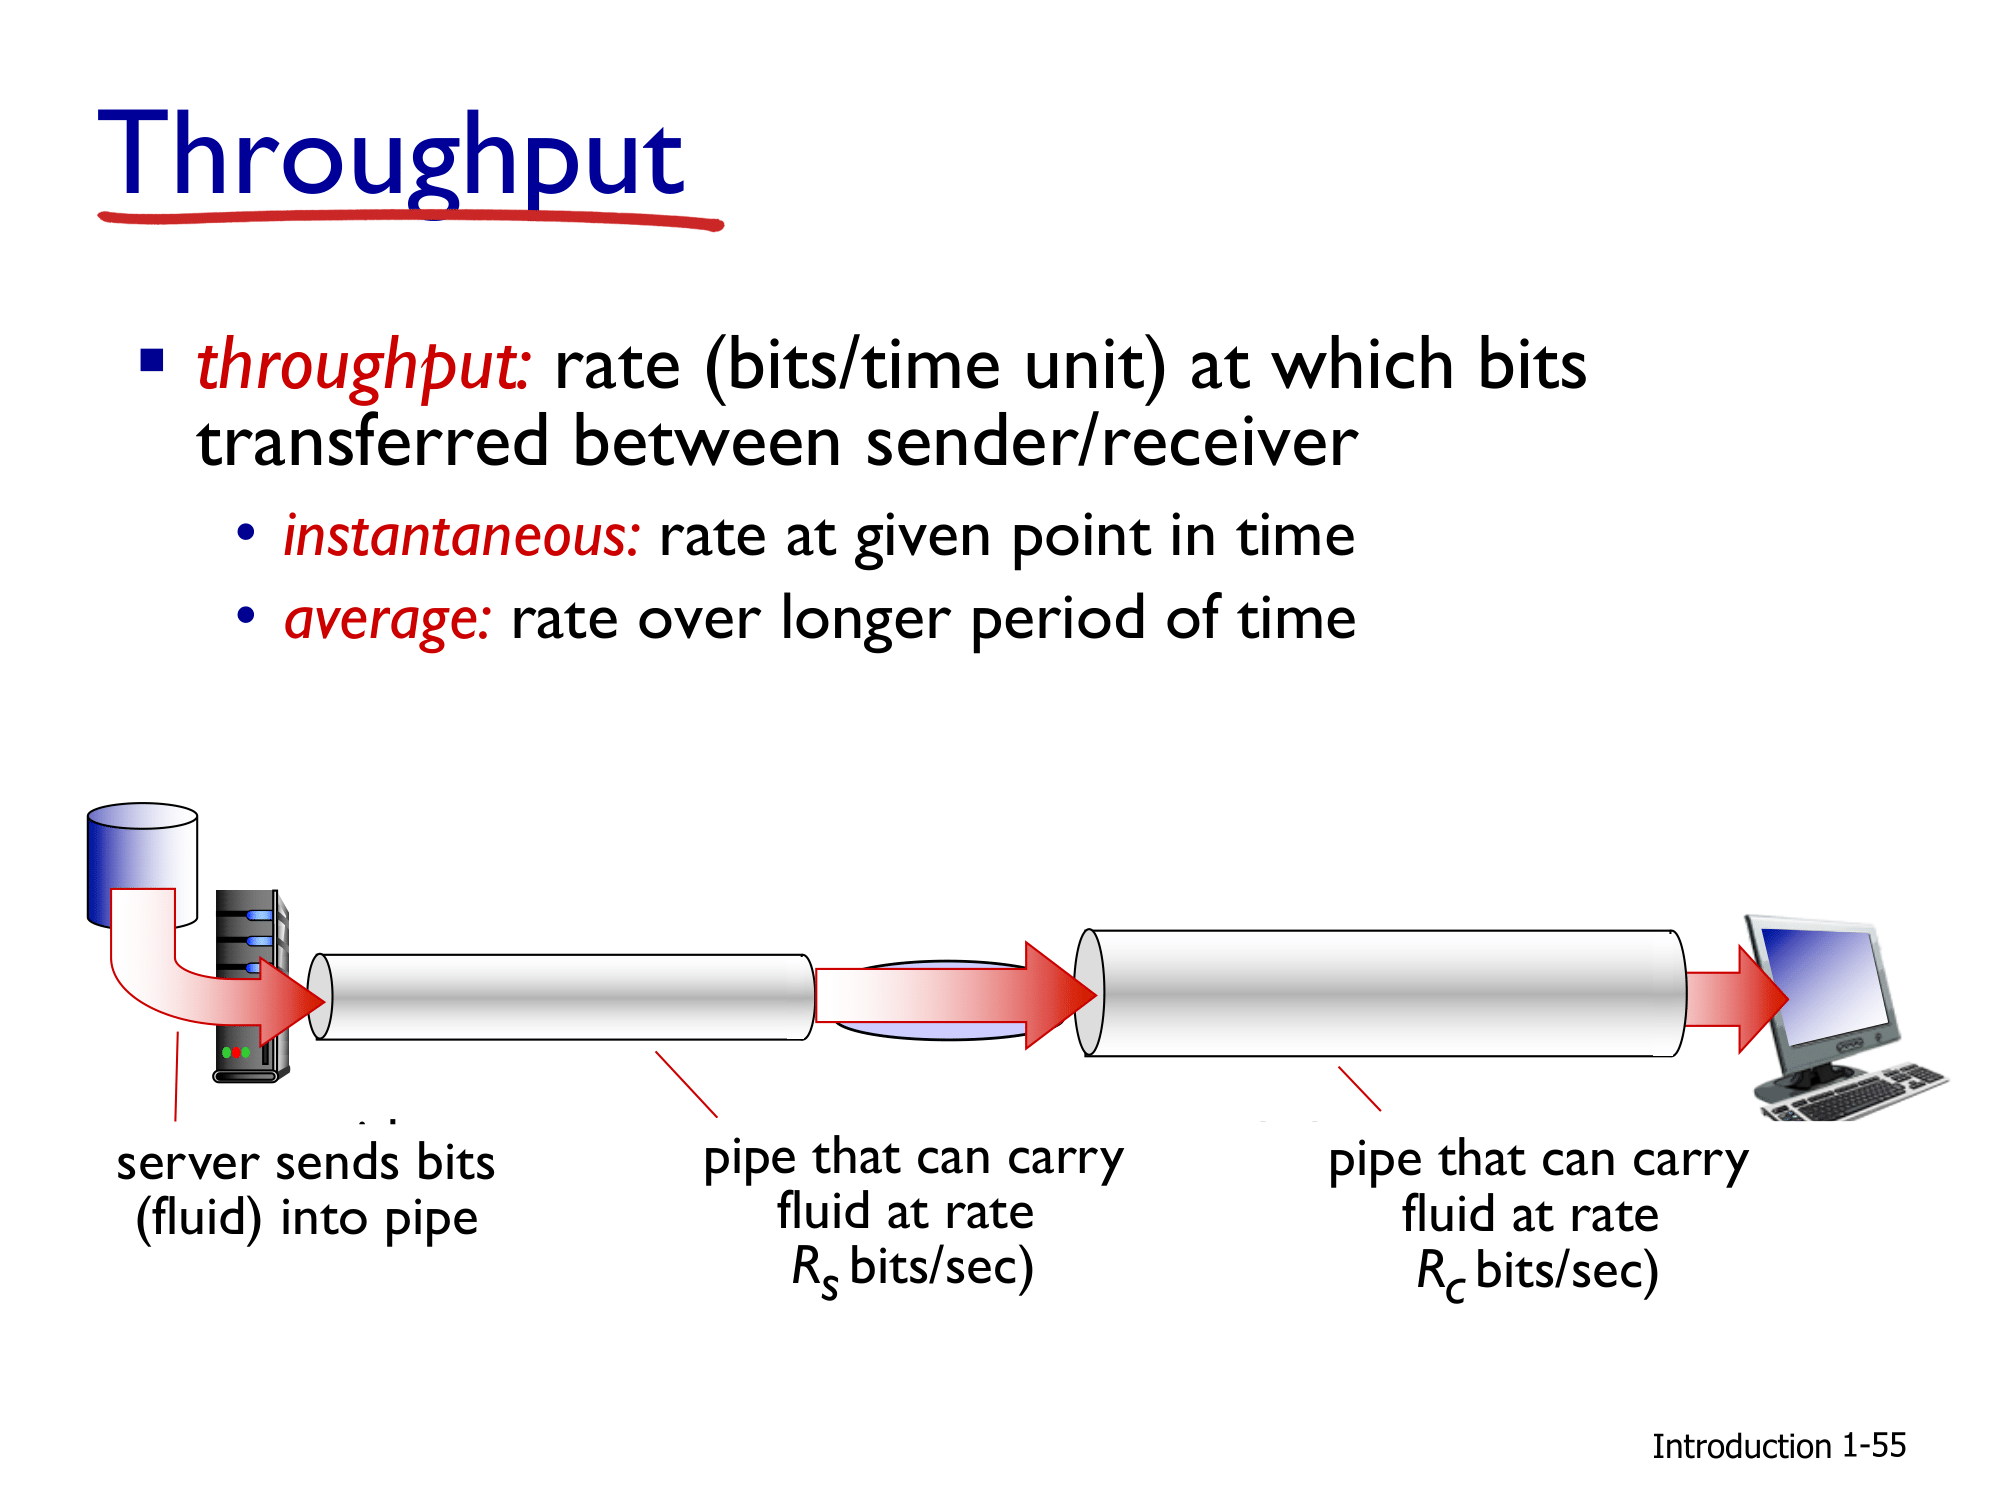 Throughput
throughput: rate (bits/time unit) at which bits
transferred between sender/receiver
• instantaneous: rate at given point in time
• average: rate over longer period of time
server sends bits
(fluid) into pipe
pipe that can carry
fluid at rate
Rs bits/sec)
pipe that can carry
fluid at rate
Rc bits/sec)
Introduction 1-55